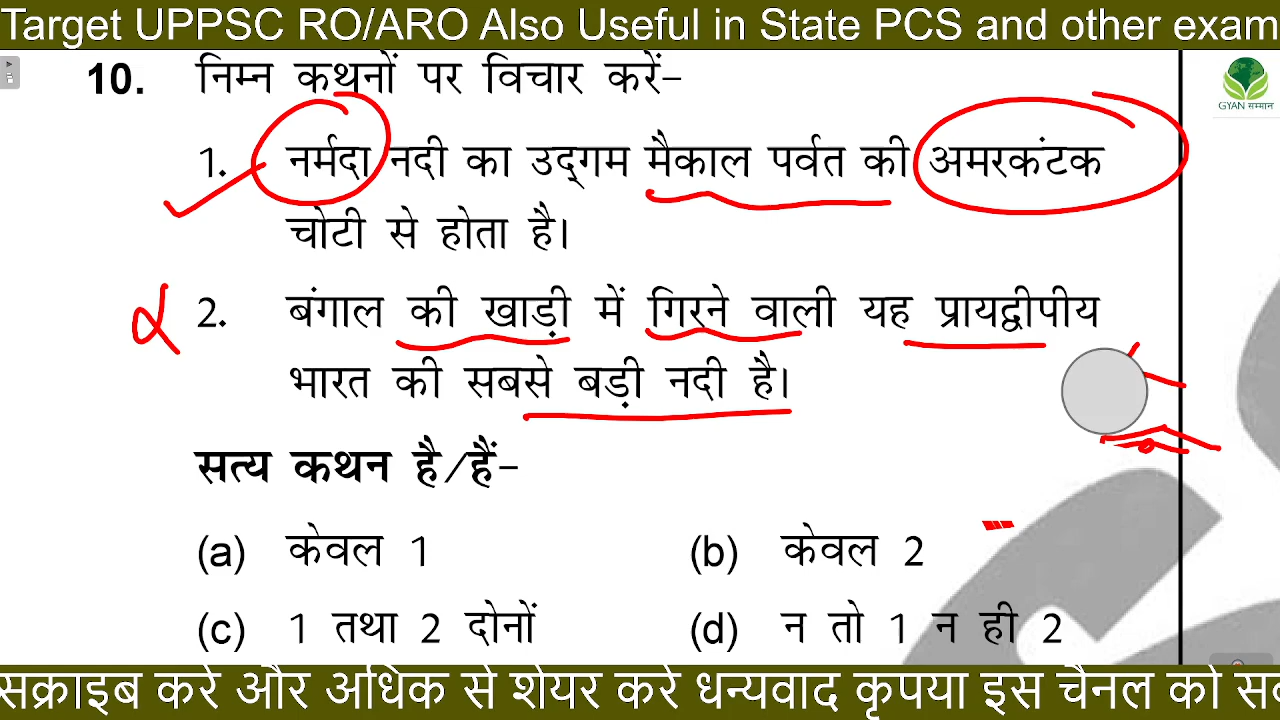 Target UPPSC RO/ARO Also Useful in State PCS and other exam
10. निम्न कथनों पर विचार करें-
GYAN सम्मान
1. नर्मदा नदी का उद्गम मैकाल पर्वत की अमरकंटक
चोटी से होता है।
2. बंगाल की खाड़ी में गिरने वाली यह प्रायद्वीपीय
भारत की सबसे बड़ी नदी है।
सत्य कथन है/हैं-
(a) केवल 1 (b) केवल 2
(c) 1 तथा 2 दोनों (d) न तो 1 न ही 2
सक्राइब करे और अधिक से शेयर करे धन्यवाद कृपया इस चैनल को